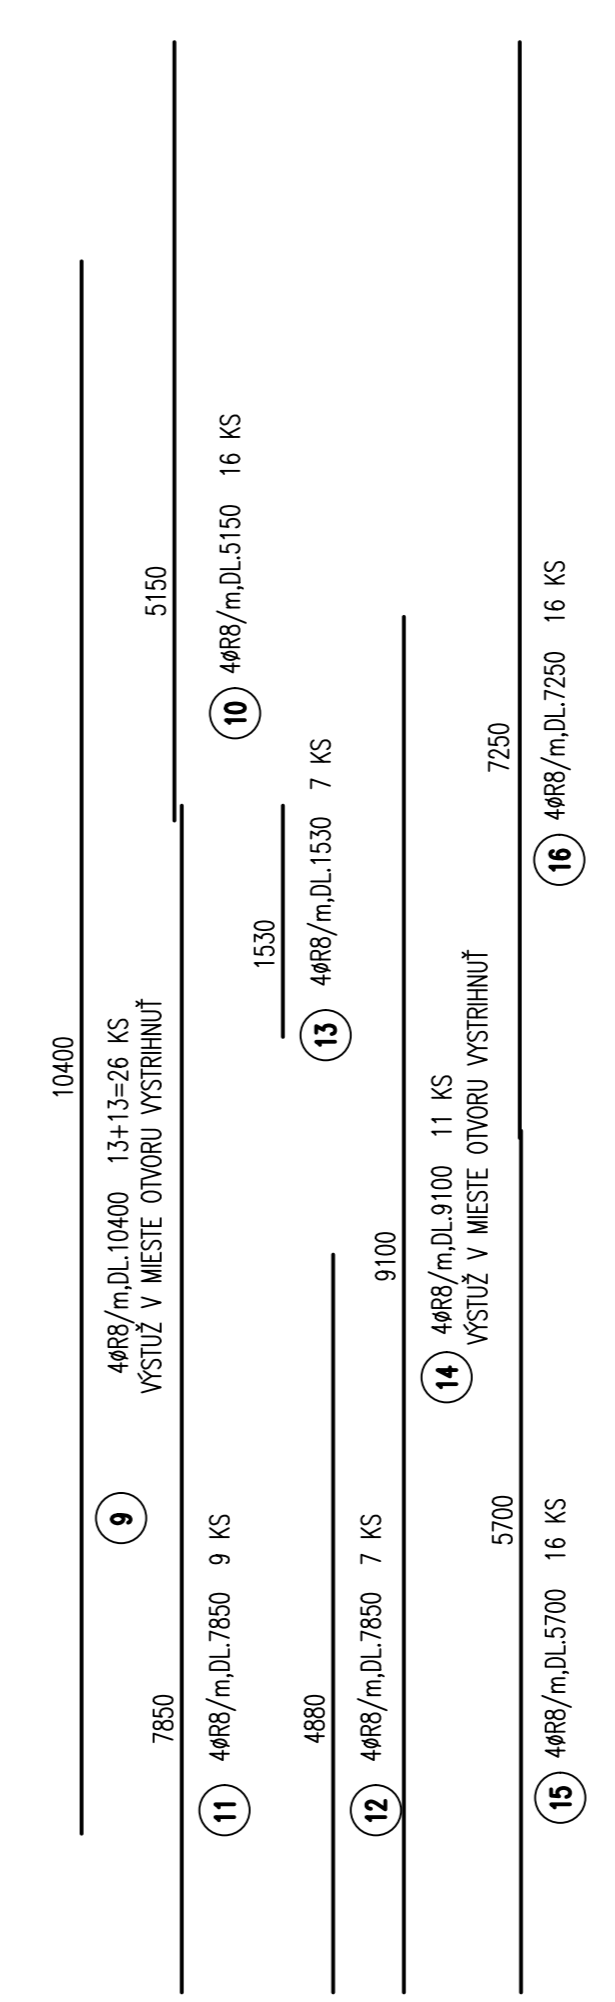 10400
9
4øR8/m,DL.10400 13+13=26 KS
VÝSTUŽ V MIESTE OTVORU VYSTRIHNUŤ
5150
10 4øR8/m,DL.5150 16 KS
7850
11 4øR8/m,DL.7850 9 KS
1530
13 4øR8/m,DL.1530 7 KS
4880
12 4øR8/m,DL.7850 7 KS
9100
14 4øR8/m,DL.9100 11 KS
VÝSTUŽ V MIESTE OTVORU VYSTRIHNUŤ
5700
15 4øR8/m,DL.5700 16 KS
7250
16 4øR8/m,DL.7250 16 KS